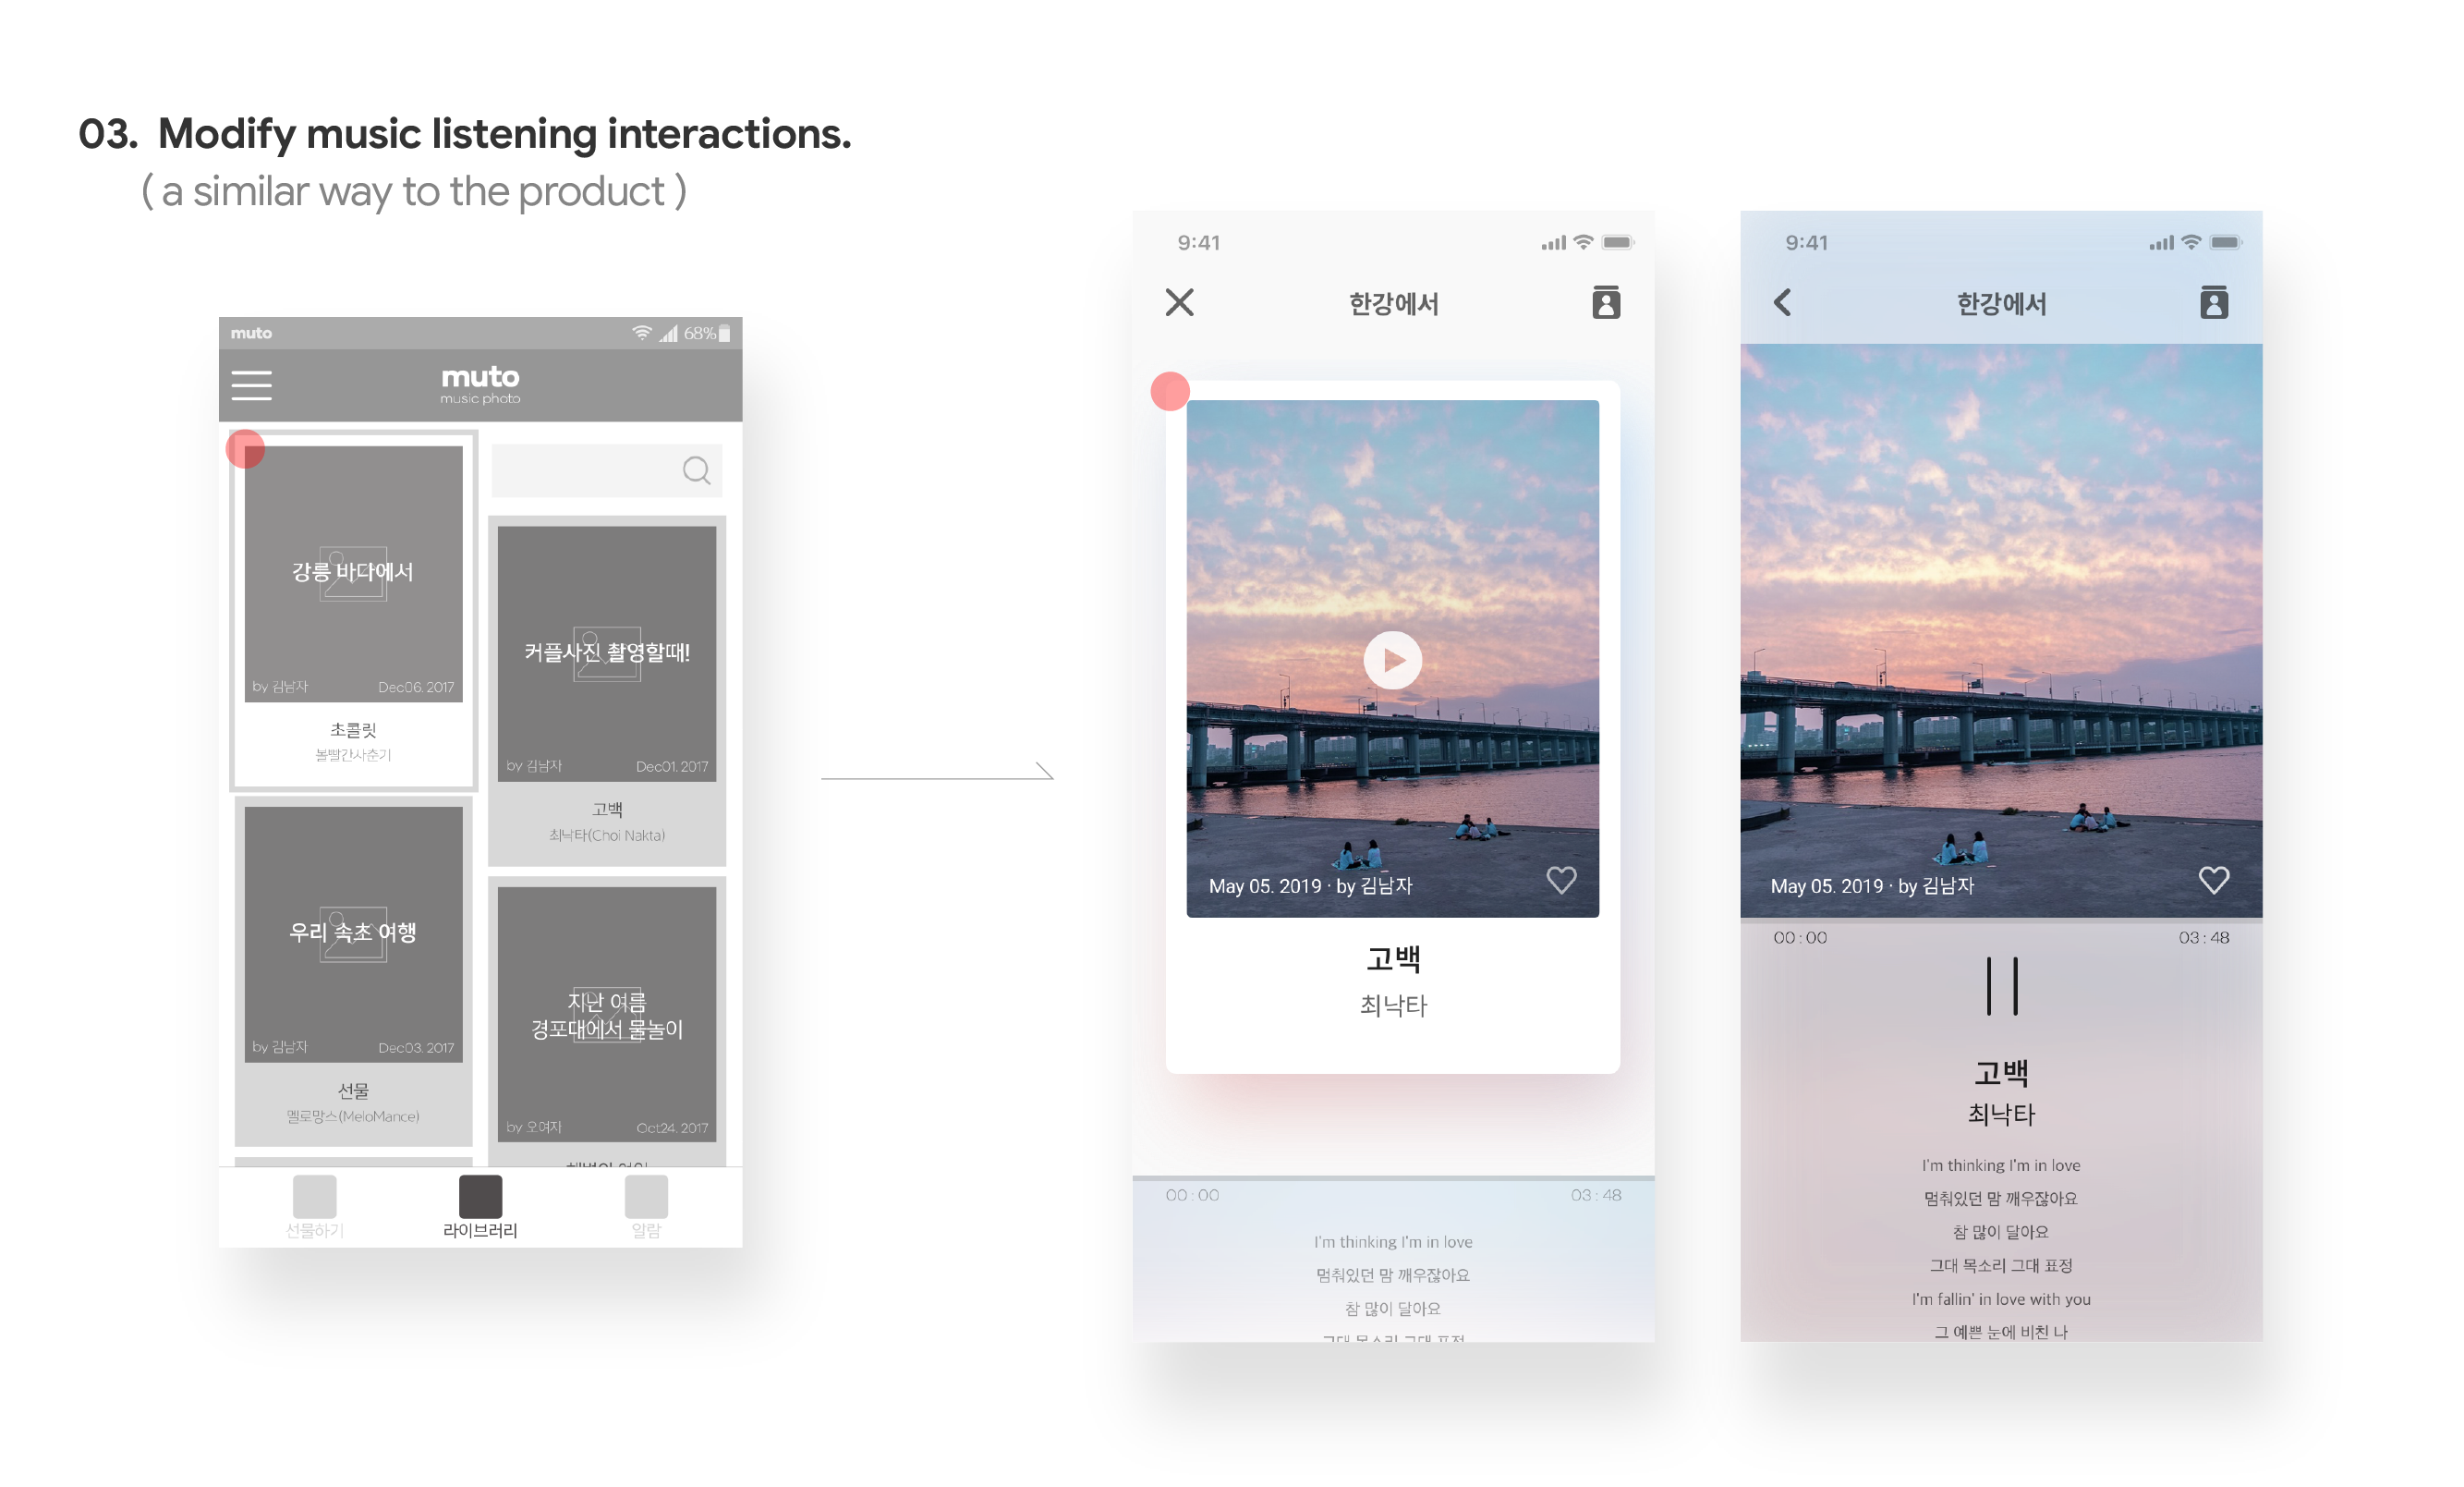 03. Modify music listening interactions.
( a similar way to the product )
muto
68%
muto
music photo
강릉 바다에서
by 김남자
Dec06. 2017
초콜릿
볼빨간사춘기
커플사진 촬영할때!
by 김남자
Dec01. 2017
고백
최낙타(Choi Nakta)
우리 속초 여행
by 김남자
Dec03. 2017
선물
멜로망스(MeloMance)
지난 여름
경포대에서 물놀이
by 오여자
Oct24. 2017
선물하기
라이브러리
알람
9:41
한강에서
May 05. 2019 · by 김남자
고백
최낙타
00 : 00
03 : 48
I'm thinking I'm in love
멈춰있던 맘 깨우잖아요
참 많이 달아요
그대 목소리 그대 표정
9:41
한강에서
May 05. 2019 · by 김남자
00 : 00
03 : 48
고백
최낙타
I'm thinking I'm in love
멈춰있던 맘 깨우잖아요
참 많이 달아요
그대 목소리 그대 표정
I'm fallin' in love with you
그 예쁜 눈에 비친 나